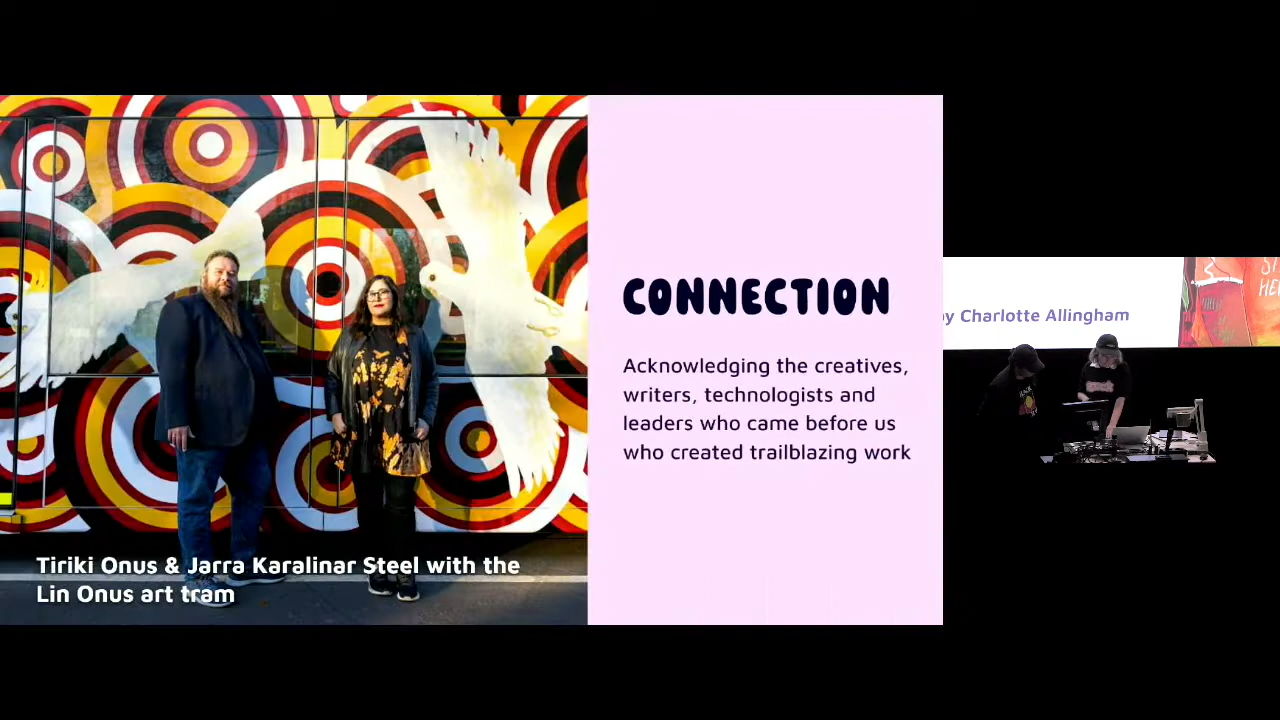 CONNECTION
Acknowledging the creatives,
writers, technologists and
leaders who came before us
who created trailblazing work
Tiriki Onus & Jarra Karalinar Steel with the
Lin Onus art tram
by Charlotte Allingham